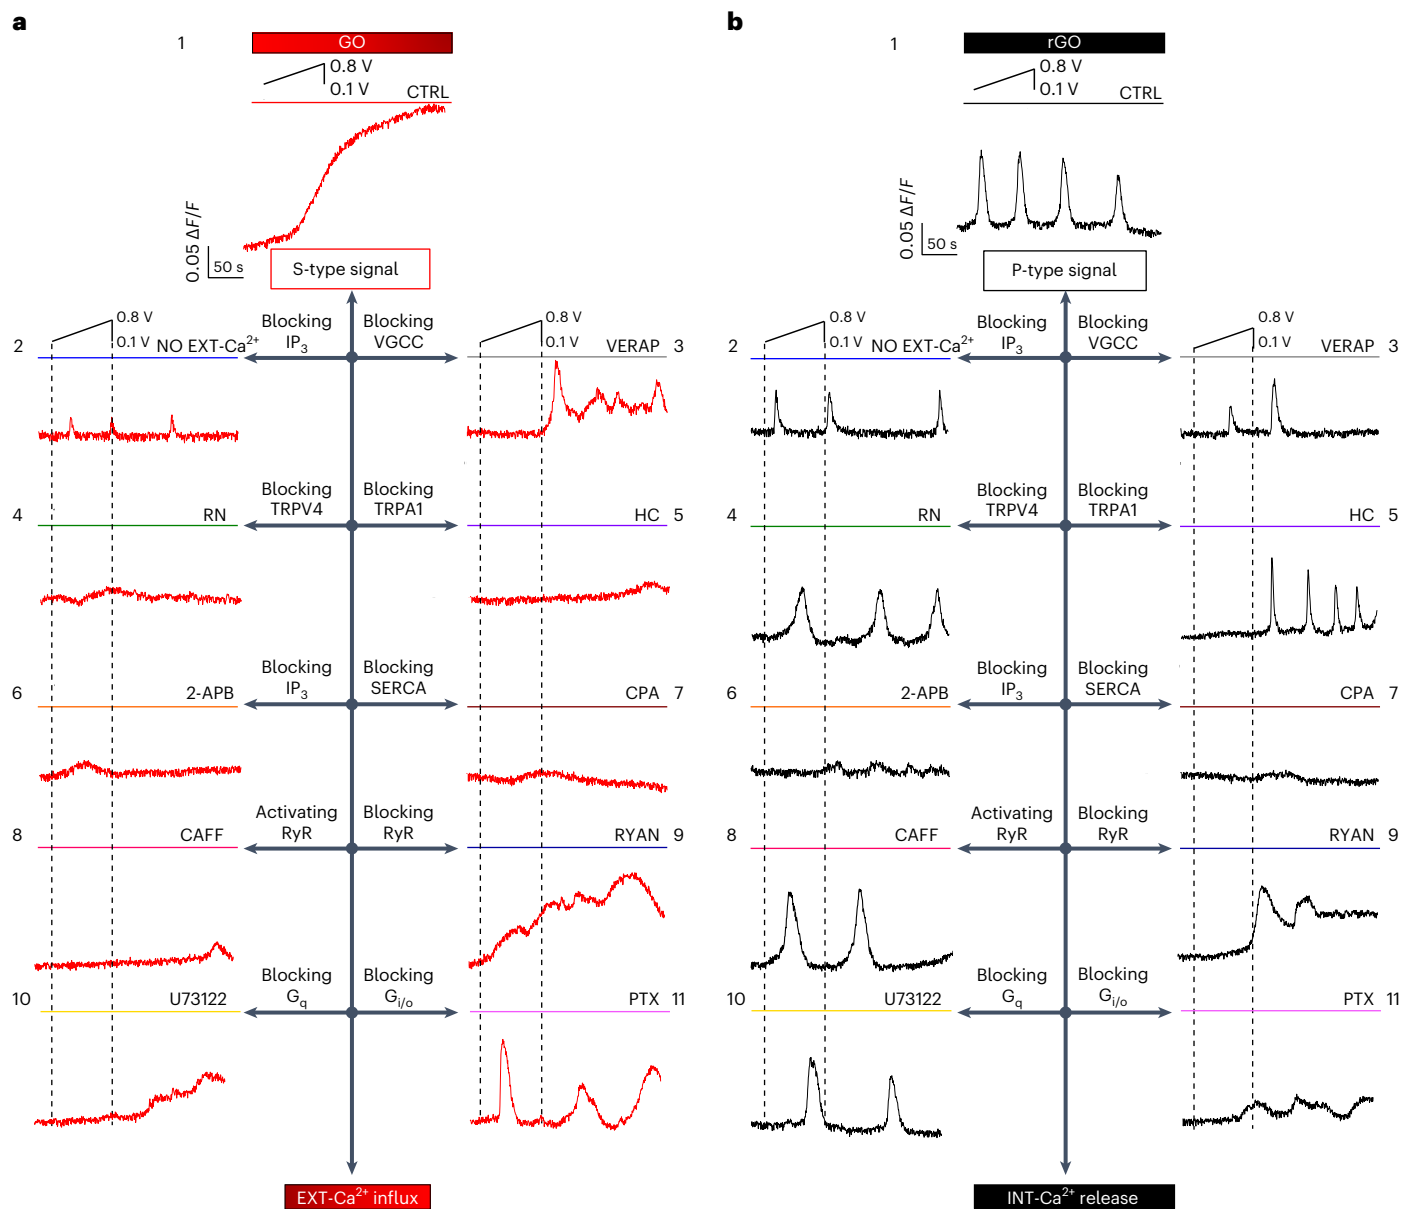 a
1
GO
0.8 V
0.1 V
CTRL
0.05 ΔF/F
50 s
S-type signal
0.8 V
0.1 V
2
NO EXT-Ca2+
Blocking
IP3
Blocking
VGCC
0.8 V
0.1 V
VERAP
3
4
RN
Blocking
TRPV4
Blocking
TRPA1
HC
5
6
2-APB
Blocking
IP3
Blocking
SERCA
CPA
7
8
CAFF
Activating
RyR
Blocking
RyR
RYAN
9
10
U73122
Blocking
Gq
Blocking
Gi/o
PTX
11
EXT-Ca2+ influx
b
1
rGO
0.8 V
0.1 V
CTRL
0.05 ΔF/F
50 s
P-type signal
0.8 V
0.1 V
2
NO EXT-Ca2+
Blocking
IP3
Blocking
VGCC
0.8 V
0.1 V
VERAP
3
4
RN
Blocking
TRPV4
Blocking
TRPA1
HC
5
6
2-APB
Blocking
IP3
Blocking
SERCA
CPA
7
8
CAFF
Activating
RyR
Blocking
RyR
RYAN
9
10
U73122
Blocking
Gq
Blocking
Gi/o
PTX
11
INT-Ca2+ release